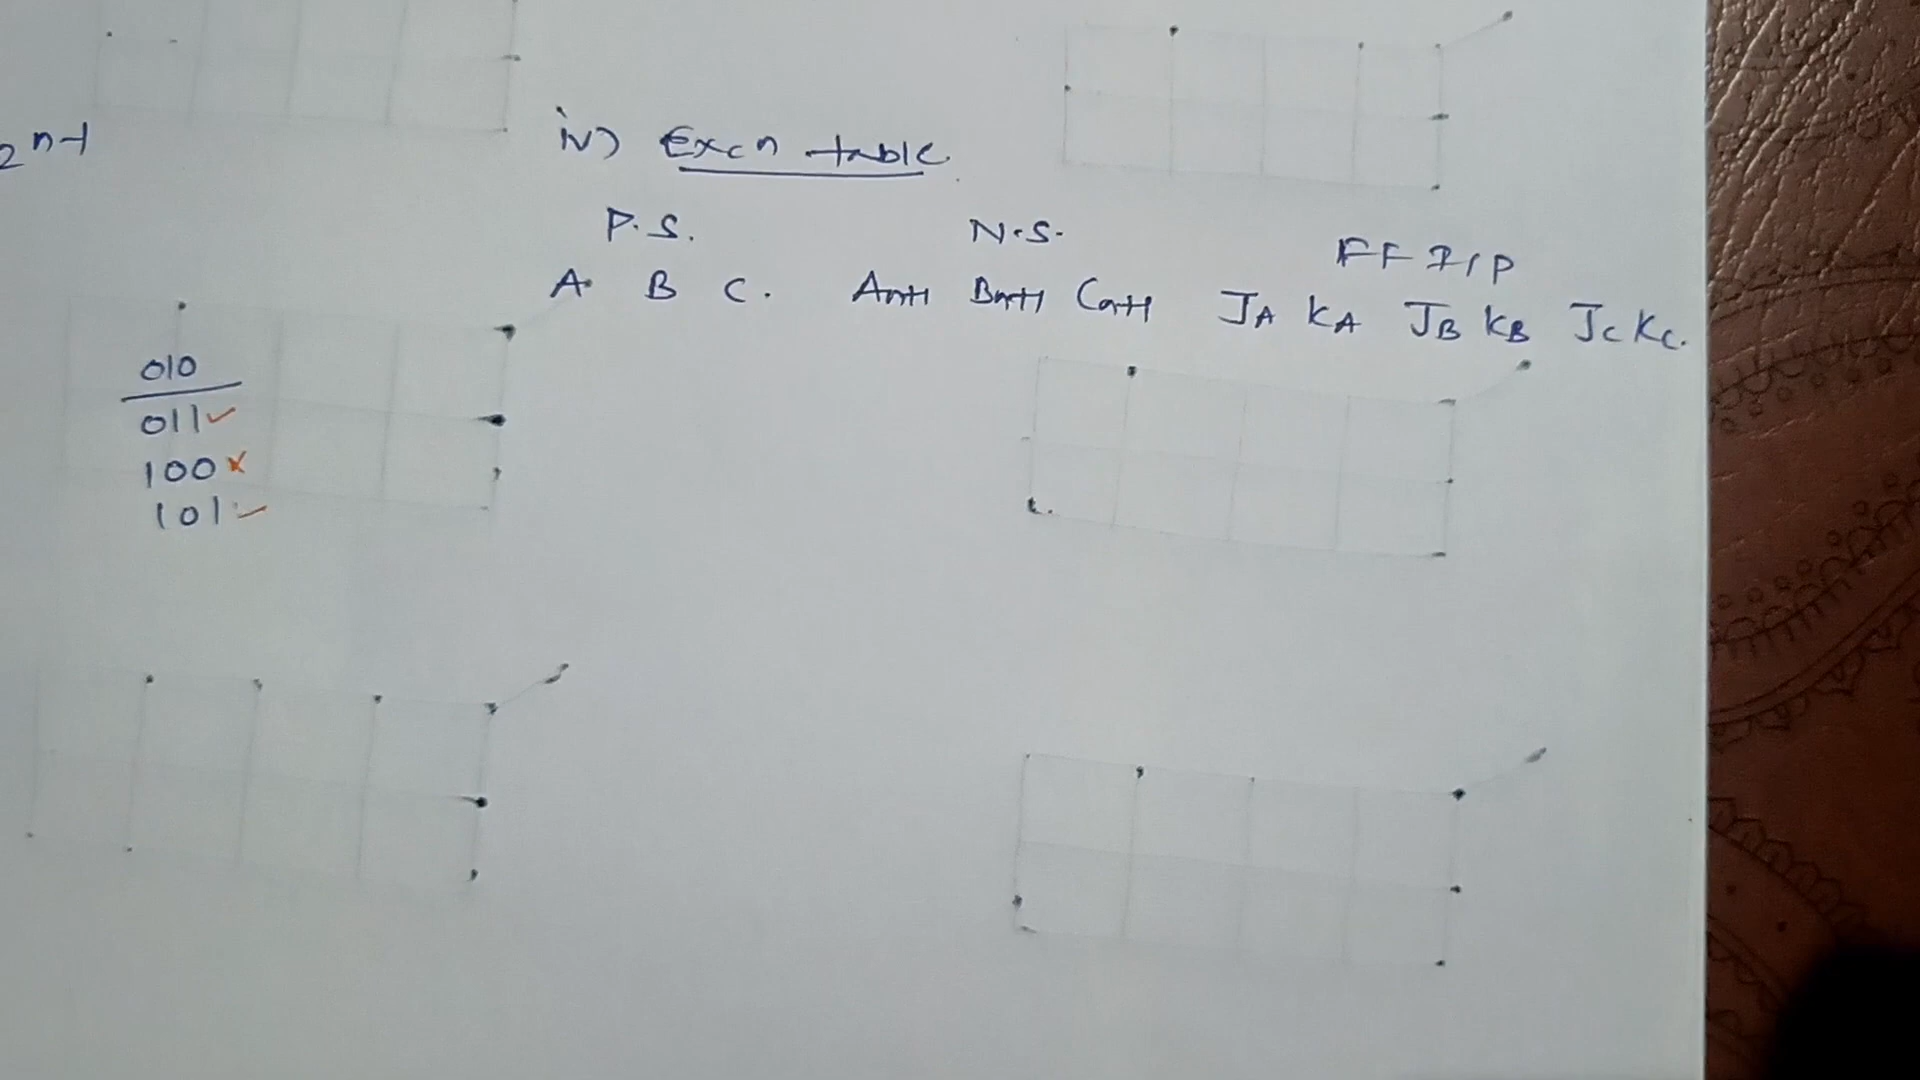 2^n-1
iv) Excn table
P.S. N.S. FF I/P
A B C. An+1 Bn+1 Cn+1 JA KA JB KB JC KC.
010
011 ✓
100 ×
101 ✓